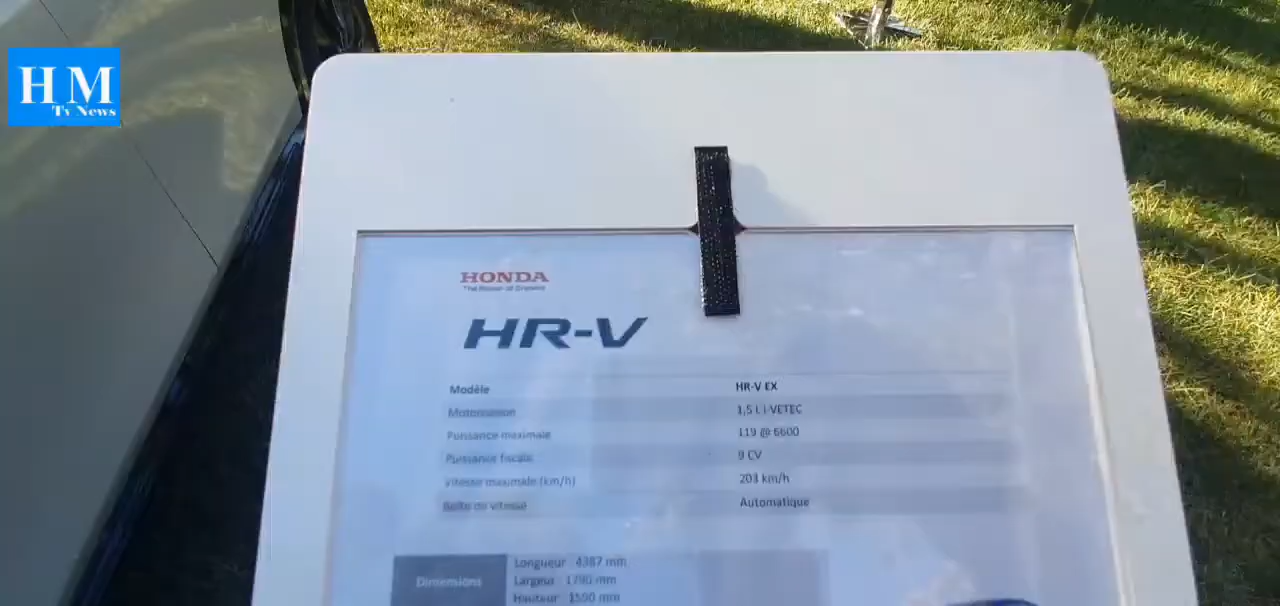 HM
Tv News
HONDA
The Power of Dreams
HR-V
Modèle HR-V EX
Motorisation 1,5 L i-VETEC
Puissance maximale 119 @ 6600
Puissance fiscale 9 CV
Vitesse maximale (km/h) 203 km/h
Boîte de vitesse Automatique
Dimensions
Longueur 4387 mm
Largeur 1790 mm
Hauteur 1590 mm